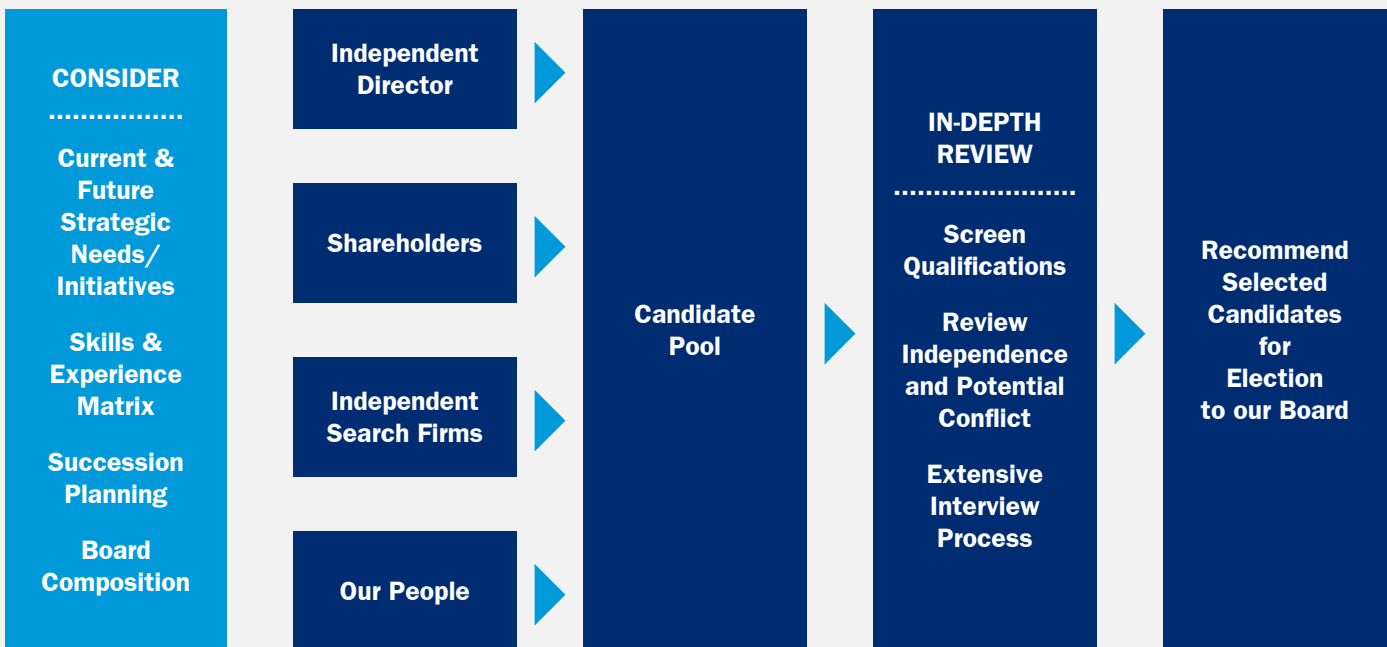 CONSIDER
Current &
Future
Strategic
Needs/
Initiatives
Skills &
Experience
Matrix
Succession
Planning
Board
Composition
Independent
Director
Shareholders
Independent
Search Firms
Our People
Candidate
Pool
IN-DEPTH
REVIEW
Screen
Qualifications
Review
Independence
and Potential
Conflict
Extensive
Interview
Process
Recommend
Selected
Candidates
for
Election
to our Board